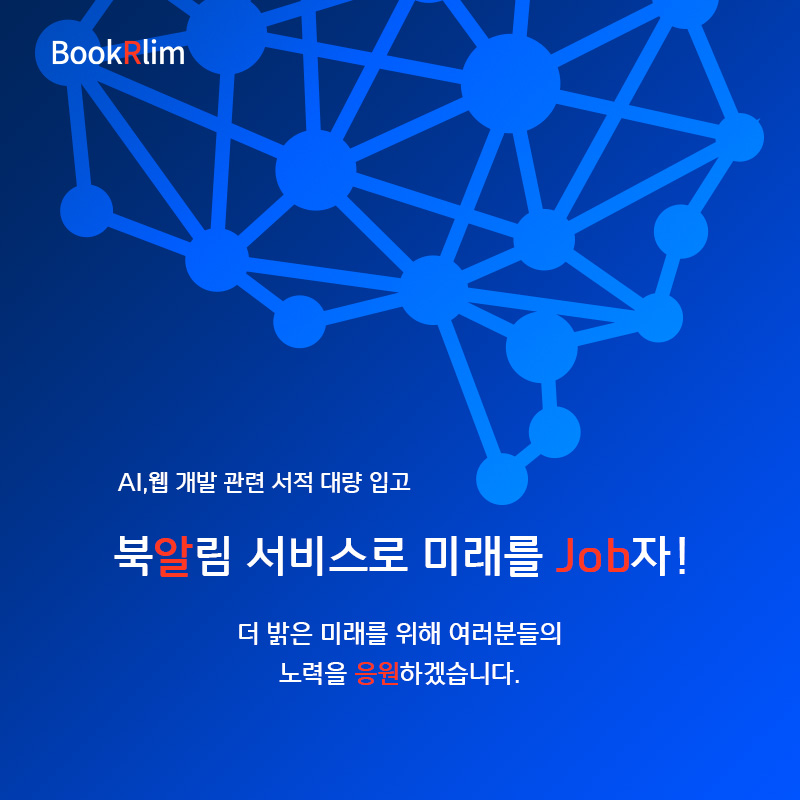 BookRlim
AI,웹 개발 관련 서적 대량 입고
북알림 서비스로 미래를 Job자!
더 밝은 미래를 위해 여러분들의
노력을 응원하겠습니다.